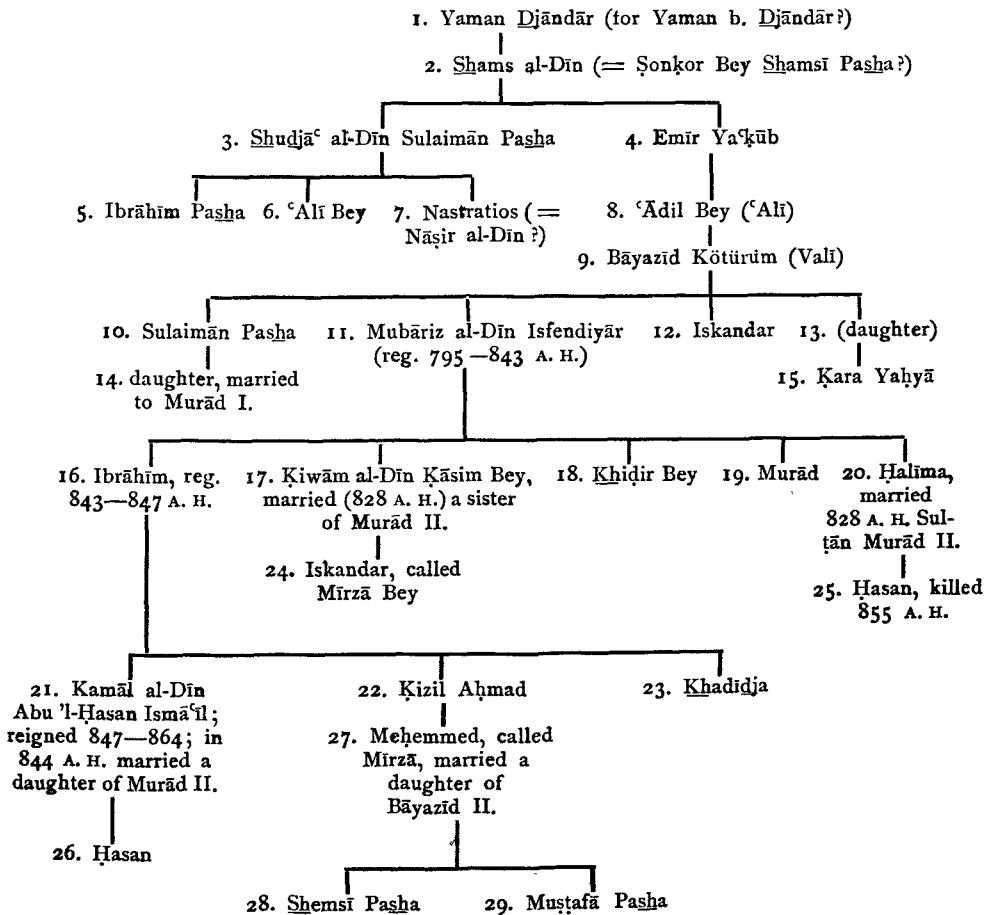 1. Yaman Djāndār (for Yaman b. Djāndār?)
2. Shams al-Dīn (= Ṣonḳor Bey Shamsī Pasha?)
3. Shudjāʿ al-Dīn Sulaimān Pasha 4. Emīr Yaʿḳūb
5. Ibrāhīm Pasha 6. ʿAlī Bey 7. Nastratios (=
Nāṣir al-Dīn?)
8. ʿĀdil Bey (ʿAlī)
9. Bāyazīd Kötürüm (Valī)
10. Sulaimān Pasha 11. Mubāriz al-Dīn Isfendiyār
(reg. 795—843 A. H.)
12. Iskandar 13. (daughter)
14. daughter, married
to Murād I.
15. Ḳara Yaḥyā
16. Ibrāhīm, reg.
843—847 A. H.
17. Ḳiwām al-Dīn Ḳāsim Bey,
married (828 A. H.) a sister
of Murād II.
18. Khiḍir Bey 19. Murād 20. Ḥalīma,
married
828 A. H. Sul-
ṭān Murād II.
24. Iskandar, called
Mīrzā Bey
25. Ḥasan, killed
855 A. H.
21. Kamāl al-Dīn
Abu 'l-Ḥasan Ismāʿīl;
reigned 847—864; in
844 A. H. married a
daughter of Murād II.
22. Ḳizil Aḥmad 23. Khadīdja
27. Meḥemmed, called
Mīrzā, married a
daughter of
Bāyazīd II.
26. Ḥasan
28. Shemsī Pasha 29. Muṣṭafā Pasha